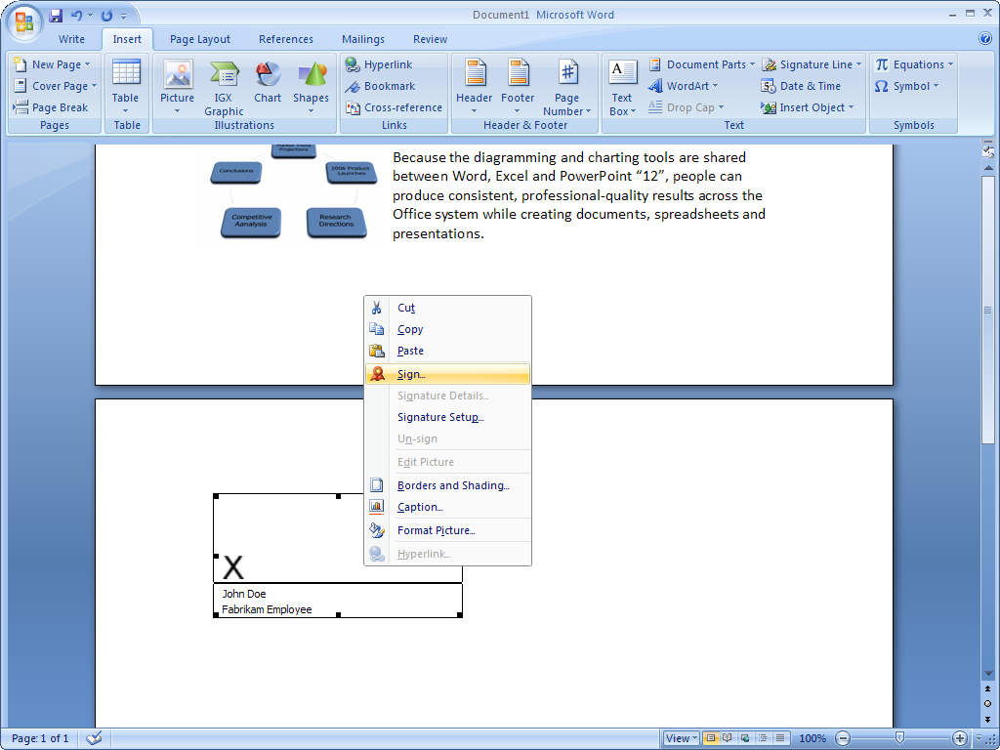 Document1 Microsoft Word
Write Insert Page Layout References Mailings Review
New Page
Cover Page
Page Break
Pages
Table
Table
Picture
IGX
Graphic
Chart
Shapes
Illustrations
Hyperlink
Bookmark
Cross-reference
Links
Header
Footer
Page
Number
Header & Footer
A
Text
Box
Document Parts
WordArt
Drop Cap
Signature Line
Date & Time
Insert Object
Text
π Equations
Ω Symbol
Symbols
Market Trend
Projections
Conclusions
2006 Product
Launches
Competitive
Aanalysis
Research
Directions
Because the diagramming and charting tools are shared
between Word, Excel and PowerPoint “12”, people can
produce consistent, professional-quality results across the
Office system while creating documents, spreadsheets and
presentations.
Cut
Copy
Paste
Sign...
Signature Details...
Signature Setup...
Un-sign
Edit Picture
Borders and Shading...
Caption...
Format Picture...
Hyperlink...
X
John Doe
Fabrikam Employee
Page: 1 of 1
View
100%